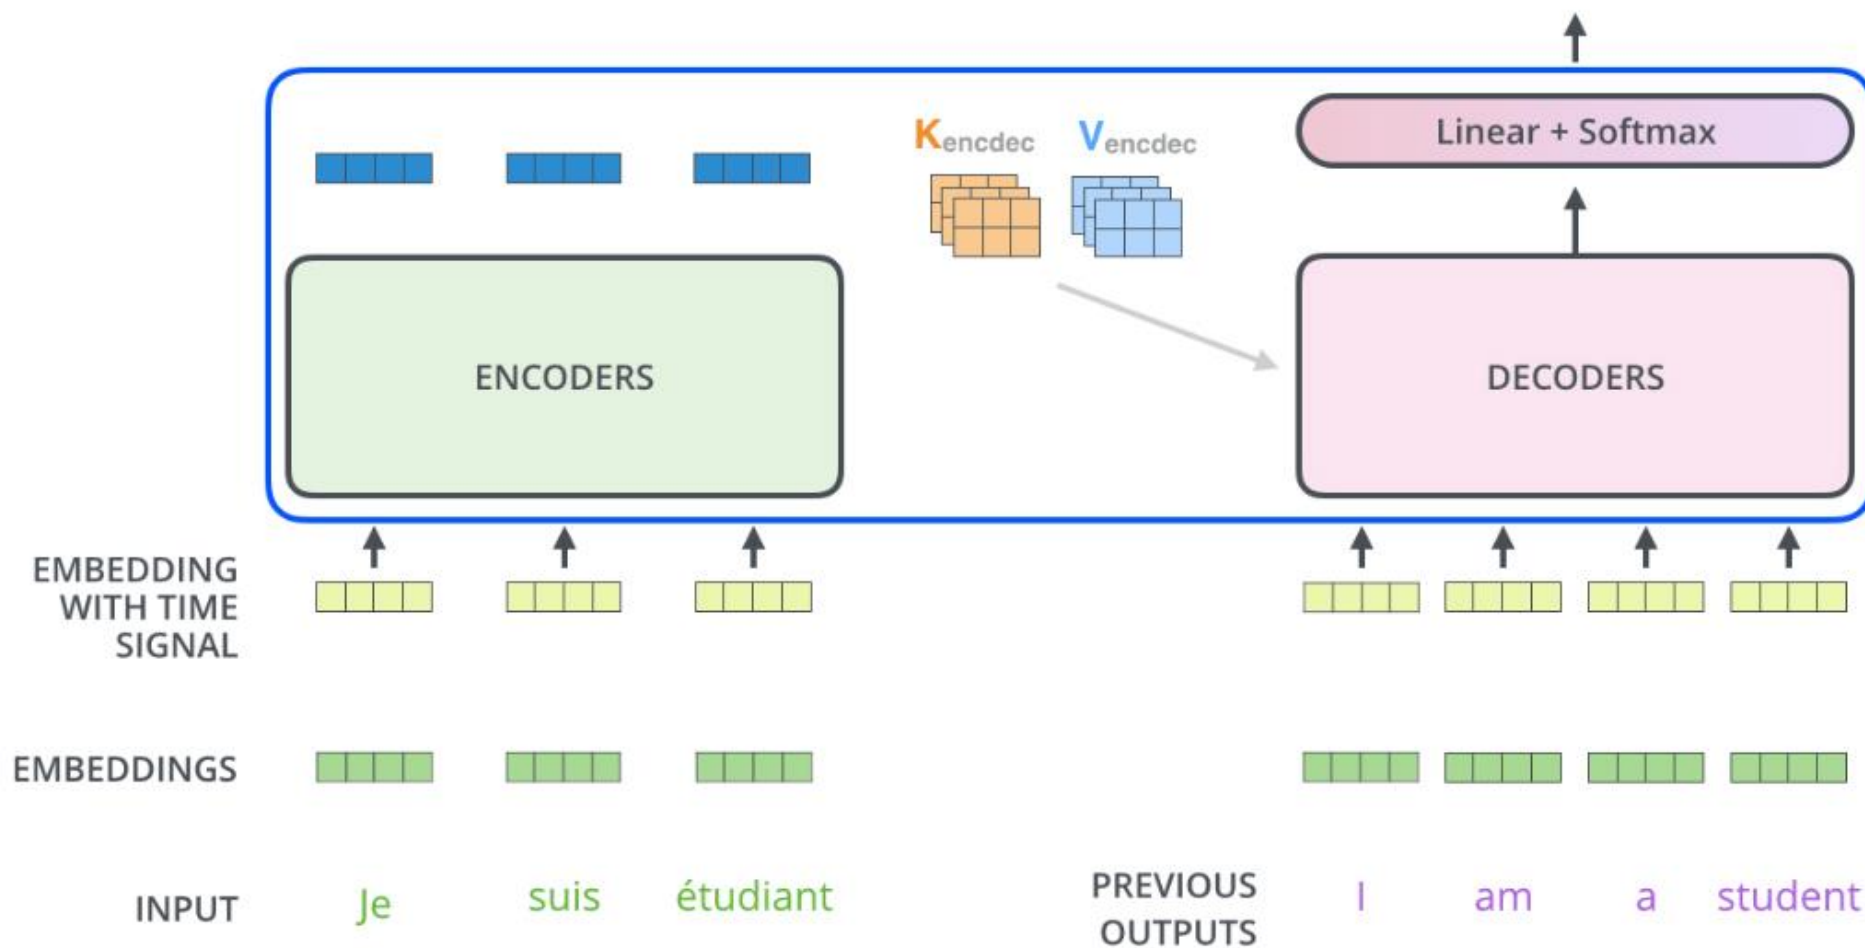 Kencdec Vencdec
Linear + Softmax
ENCODERS
DECODERS
EMBEDDING
WITH TIME
SIGNAL
EMBEDDINGS
INPUT
Je suis étudiant
PREVIOUS
OUTPUTS
I am a student